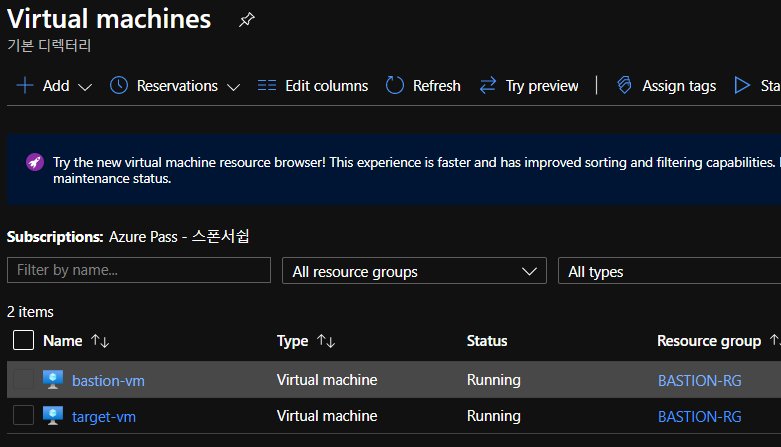 Virtual machines
기본 디렉터리
Add Reservations Edit columns Refresh Try preview Assign tags Sta
Try the new virtual machine resource browser! This experience is faster and has improved sorting and filtering capabilities.
maintenance status.
Subscriptions: Azure Pass - 스폰서쉽
Filter by name... All resource groups All types
2 items
Name Type Status Resource group
bastion-vm Virtual machine Running BASTION-RG
target-vm Virtual machine Running BASTION-RG